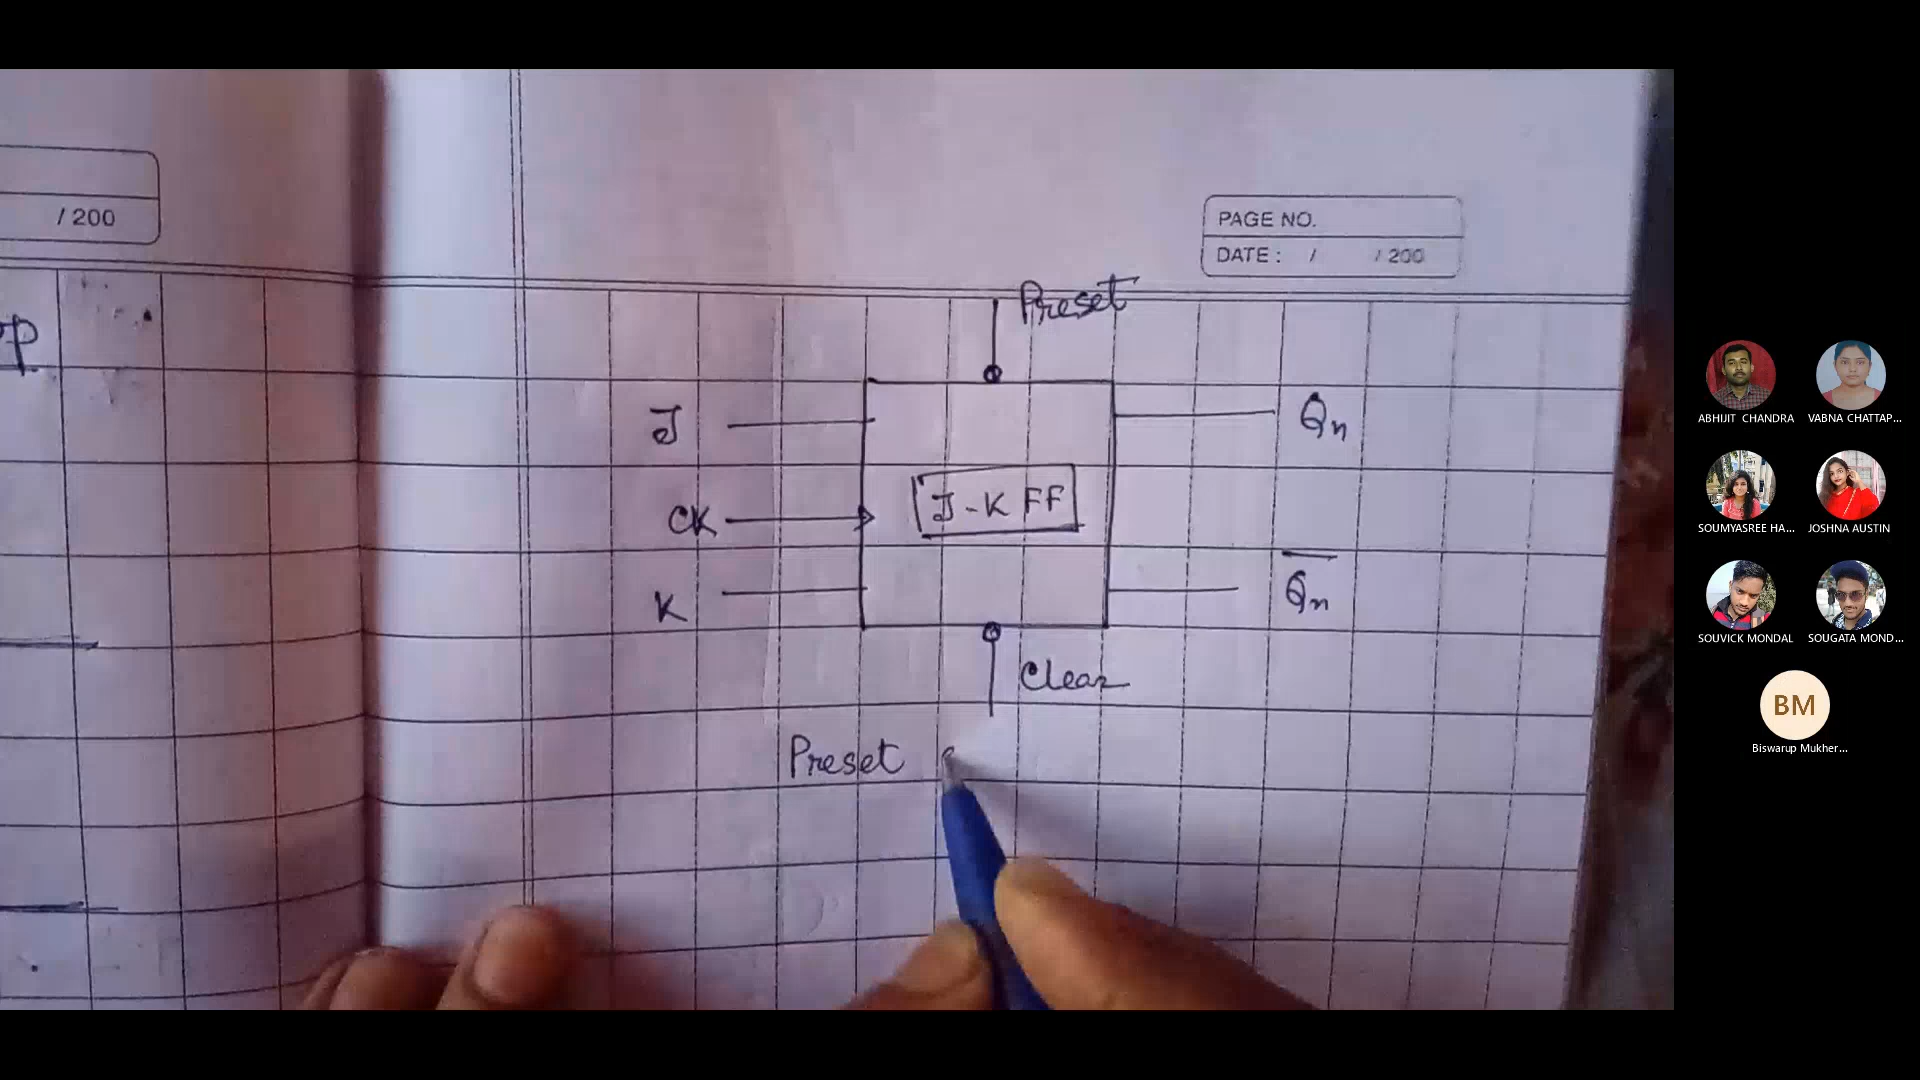 / 200
PAGE NO.
DATE : / / 200
op
Preset
J
Qn
CK
J-K FF
K
Q̅n
Clear
Preset
ABHIJIT CHANDRA
VABNA CHATTAP...
SOUMYASREE HA...
JOSHNA AUSTIN
SOUVICK MONDAL
SOUGATA MOND...
BM
Biswarup Mukher...